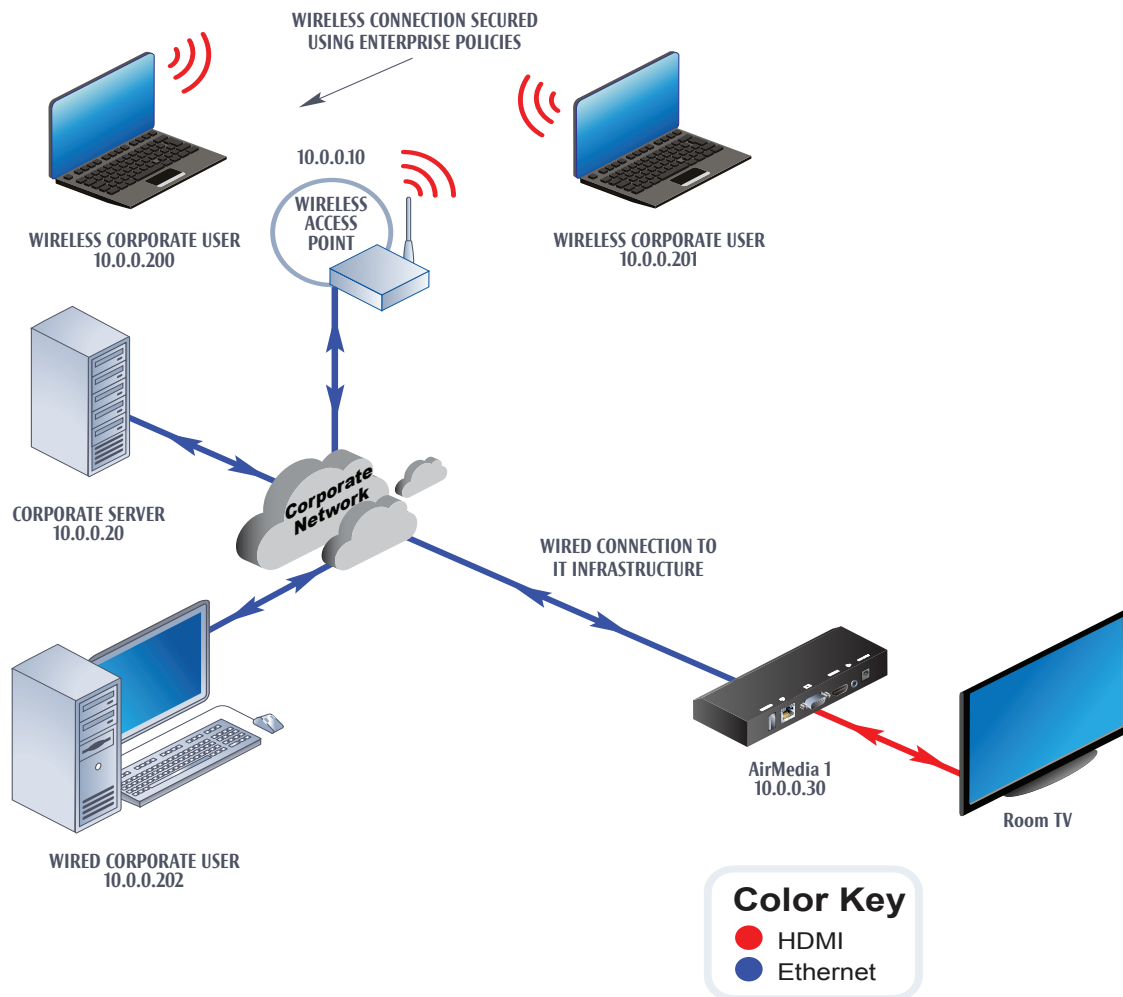 WIRELESS CONNECTION SECURED
USING ENTERPRISE POLICIES
10.0.0.10
WIRELESS
ACCESS
POINT
WIRELESS CORPORATE USER
10.0.0.200
WIRELESS CORPORATE USER
10.0.0.201
CORPORATE SERVER
10.0.0.20
Corporate
Network
WIRED CONNECTION TO
IT INFRASTRUCTURE
AirMedia 1
10.0.0.30
Room TV
WIRED CORPORATE USER
10.0.0.202
Color Key
HDMI
Ethernet